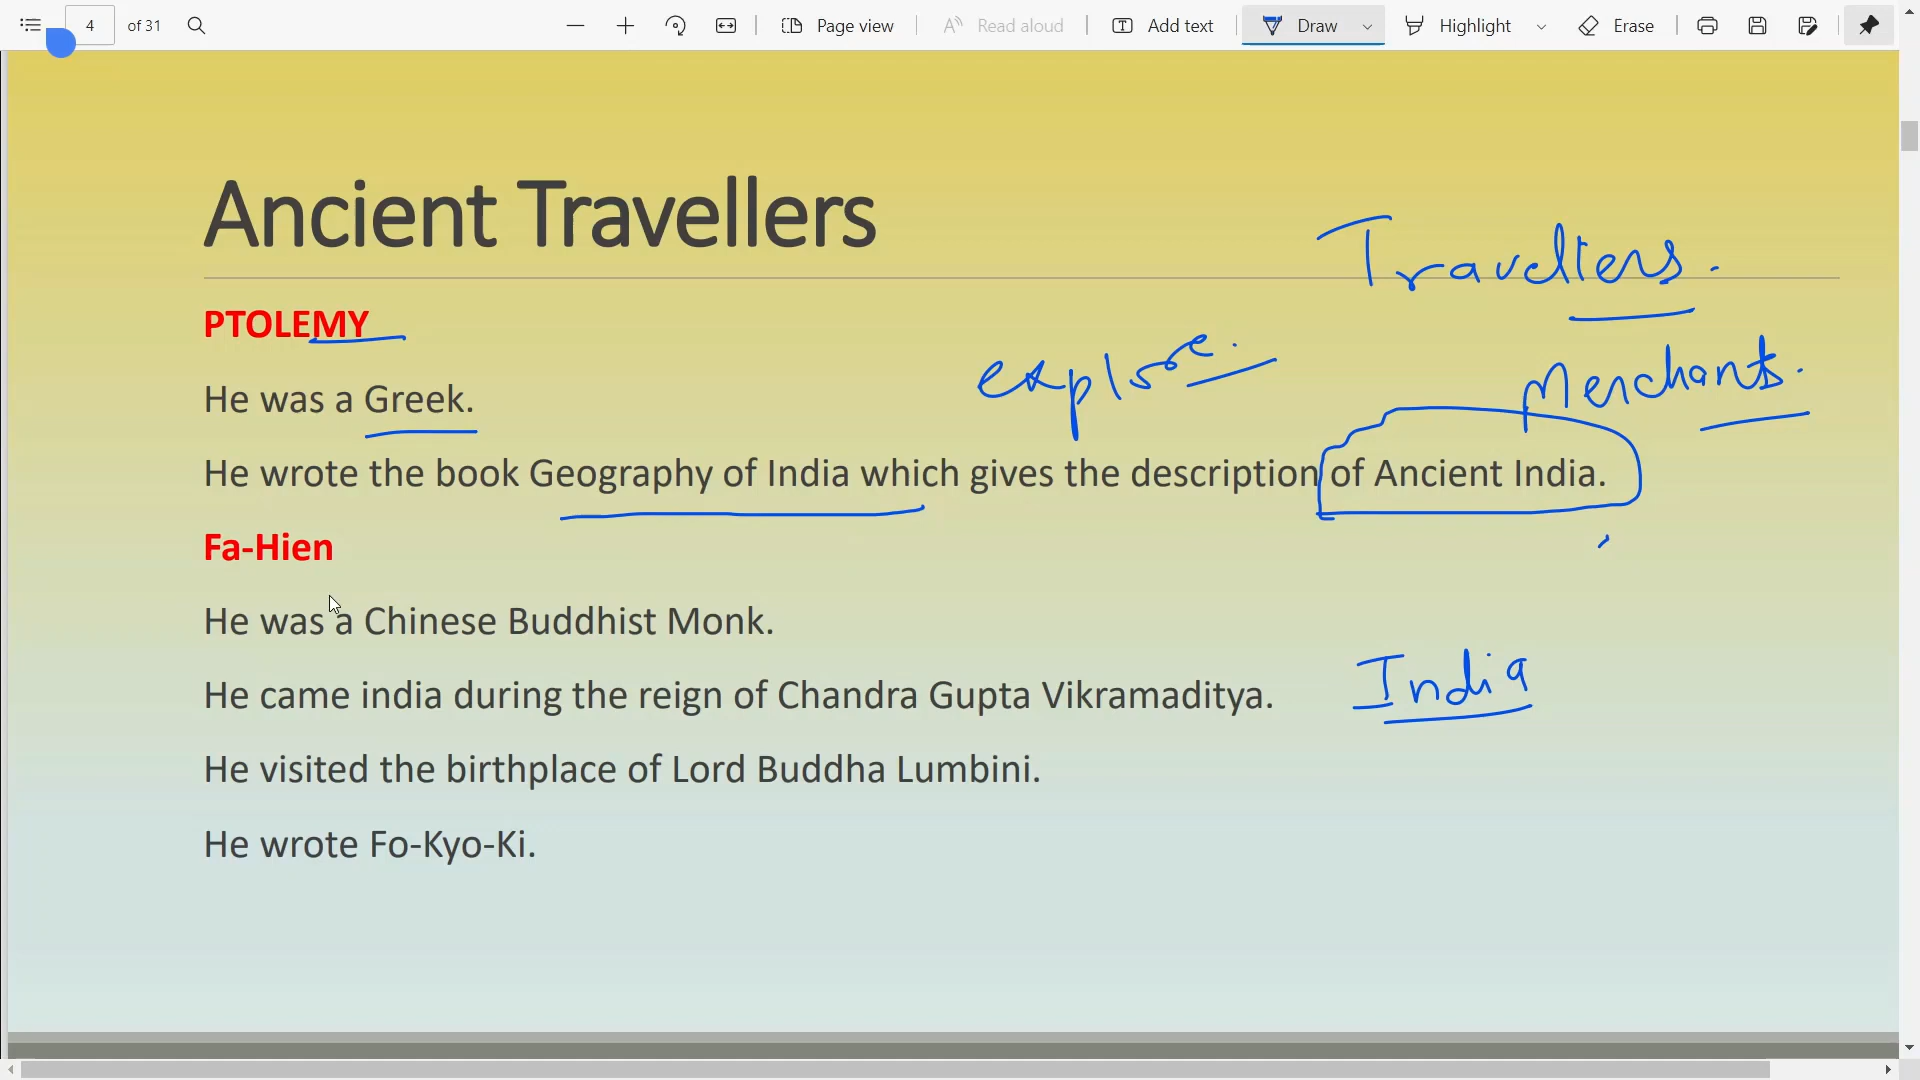 4 of 31 Page view Read aloud Add text Draw Highlight Erase
Ancient Travellers
Travellers.
PTOLEMY
explore.
Merchants.
He was a Greek.
He wrote the book Geography of India which gives the description of Ancient India.
Fa-Hien
He was a Chinese Buddhist Monk.
He came india during the reign of Chandra Gupta Vikramaditya.
India
He visited the birthplace of Lord Buddha Lumbini.
He wrote Fo-Kyo-Ki.